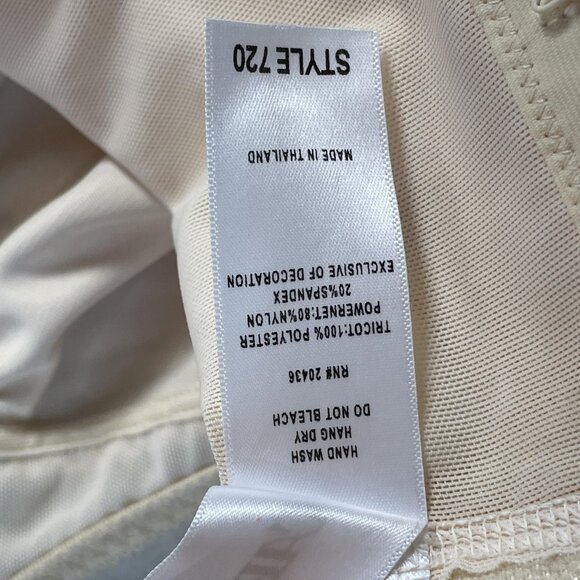 HAND WASH
HANG DRY
DO NOT BLEACH
RN# 20436
TRICOT:100% POLYESTER
POWERNET:80%NYLON
20%SPANDEX
EXCLUSIVE OF DECORATION
MADE IN THAILAND
STYLE 720